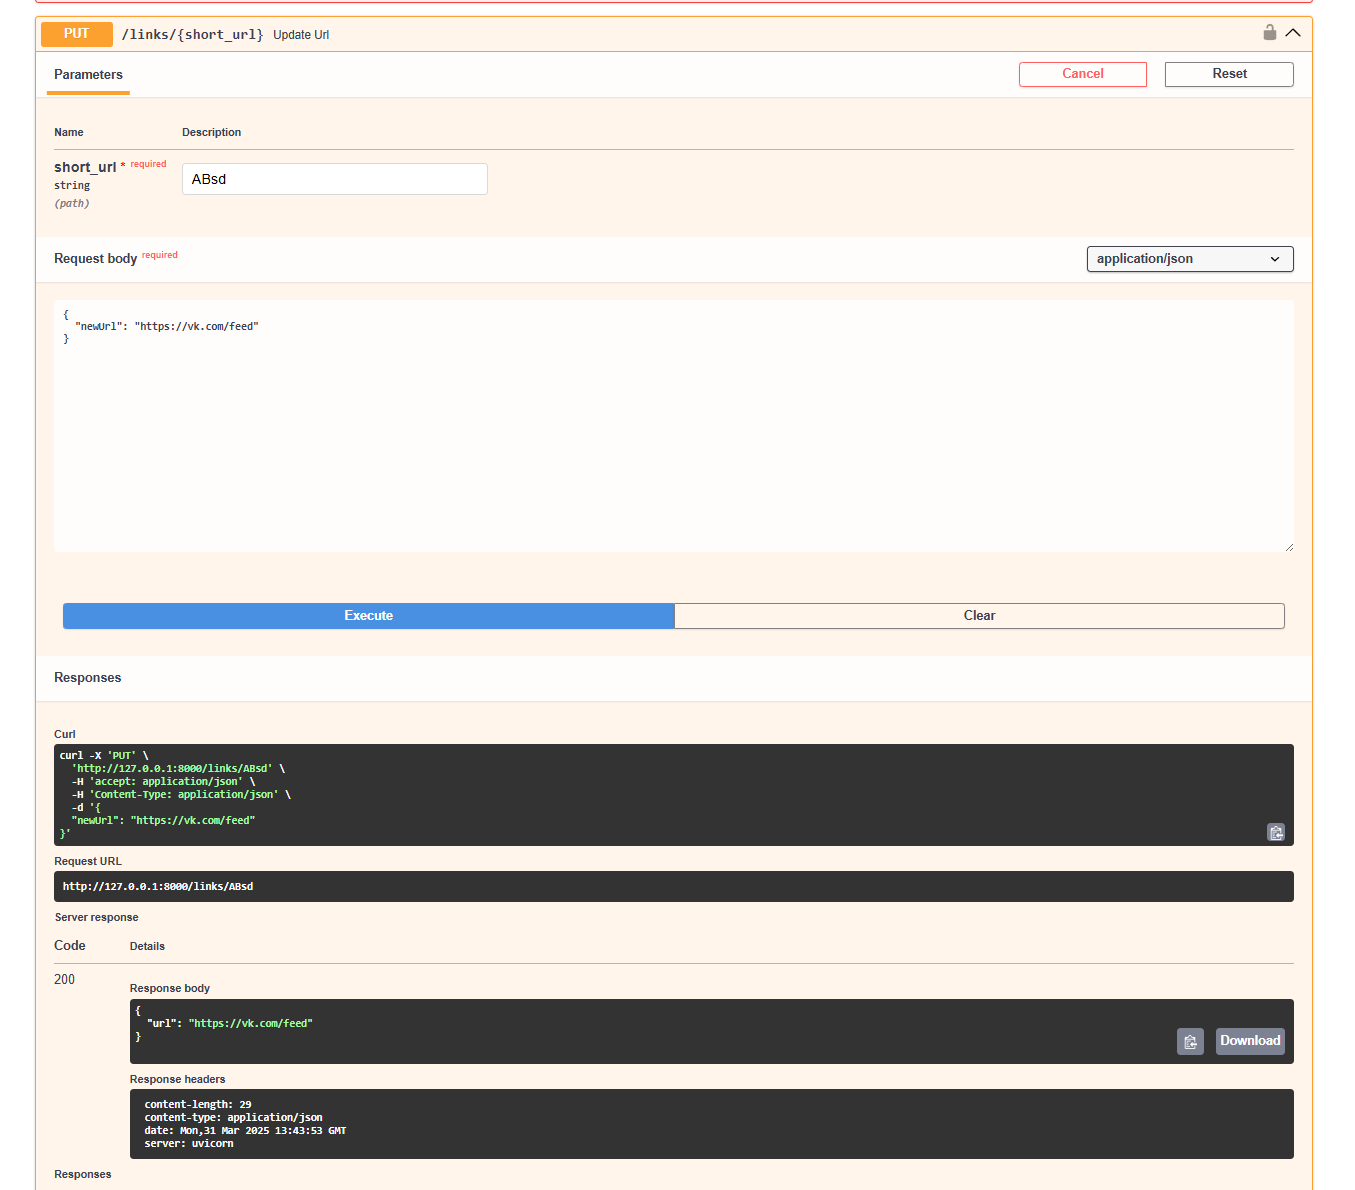 PUT /links/{short_url} Update Url
Parameters
Cancel
Reset
Name Description
short_url * required
string
(path)
ABsd
Request body required
application/json
{
  "newUrl": "https://vk.com/feed"
}
Execute
Clear
Responses
Curl
curl -X 'PUT' \
  'http://127.0.0.1:8000/links/ABsd' \
  -H 'accept: application/json' \
  -H 'Content-Type: application/json' \
  -d '{
  "newUrl": "https://vk.com/feed"
}'
Request URL
http://127.0.0.1:8000/links/ABsd
Server response
Code Details
200
Response body
{
  "url": "https://vk.com/feed"
}
Download
Response headers
content-length: 29
content-type: application/json
date: Mon,31 Mar 2025 13:43:53 GMT
server: uvicorn
Responses